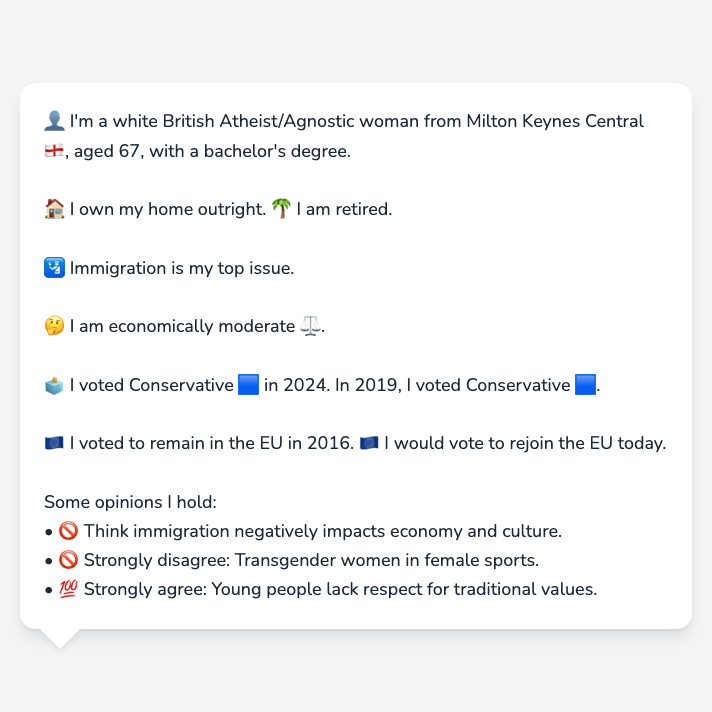 👤 I'm a white British Atheist/Agnostic woman from Milton Keynes Central
🏴󠁧󠁢󠁥󠁮󠁧󠁿, aged 67, with a bachelor's degree.
🏠 I own my home outright. 🌴 I am retired.
🛂 Immigration is my top issue.
🤔 I am economically moderate ⚖️.
🗳️ I voted Conservative 🟦 in 2024. In 2019, I voted Conservative 🟦.
🇪🇺 I voted to remain in the EU in 2016. 🇪🇺 I would vote to rejoin the EU today.
Some opinions I hold:
• 🚫 Think immigration negatively impacts economy and culture.
• 🚫 Strongly disagree: Transgender women in female sports.
• 💯 Strongly agree: Young people lack respect for traditional values.